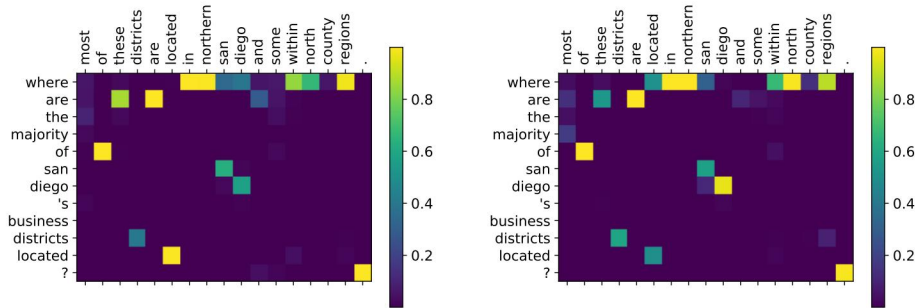 most of these districts are located in northern san diego and some within north county regions .
where
are
the
majority
of
san
diego
's
business
districts
located
?
0.8
0.6
0.4
0.2
most of these districts are located in northern san diego and some within north county regions .
where
are
the
majority
of
san
diego
's
business
districts
located
?
0.8
0.6
0.4
0.2